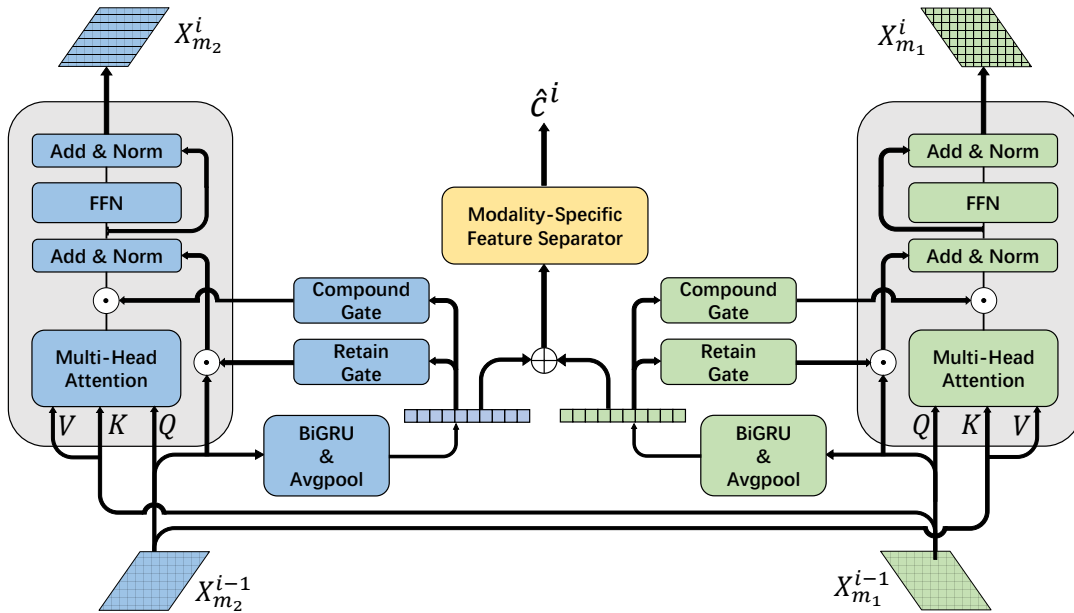 X^i_{m_2}
X^i_{m_1}
ĉ^i
Add & Norm
FFN
Add & Norm
Multi-Head
Attention
V
K
Q
Compound
Gate
Retain
Gate
BiGRU
&
Avgpool
Modality-Specific
Feature Separator
Compound
Gate
Retain
Gate
BiGRU
&
Avgpool
Add & Norm
FFN
Add & Norm
Multi-Head
Attention
Q
K
V
X^{i-1}_{m_2}
X^{i-1}_{m_1}